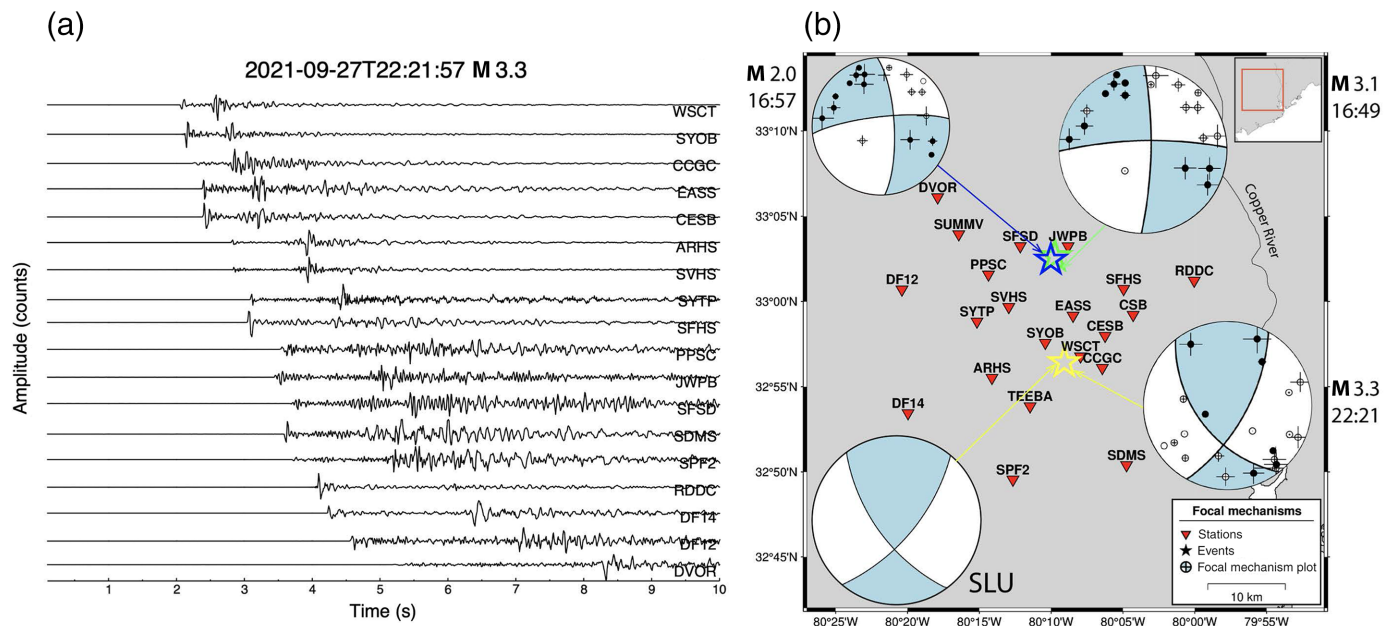 (a)
2021-09-27T22:21:57 M 3.3
Amplitude (counts)
WSCT
SYOB
CCGC
EASS
CESB
ARHS
SVHS
SYTP
SFHS
PPSC
JWPB
SFSD
SDMS
SPF2
RDDC
DF14
DF12
DVOR
1 2 3 4 5 6 7 8 9 10
Time (s)
(b)
M 2.0
16:57
M 3.1
16:49
33°10'N
33°05'N
33°00'N
32°55'N
32°50'N
32°45'N
DVOR
SUMMV
SFSD
JWPB
PPSC
DF12
SFHS
RDDC
SVHS
SYTP
EASS
CSB
CESB
SYOB
WSCT
CCGC
ARHS
TEEBA
DF14
SPF2
SDMS
Copper River
M 3.3
22:21
SLU
Focal mechanisms
Stations
Events
Focal mechanism plot
10 km
80°25'W 80°20'W 80°15'W 80°10'W 80°05'W 79°55'W